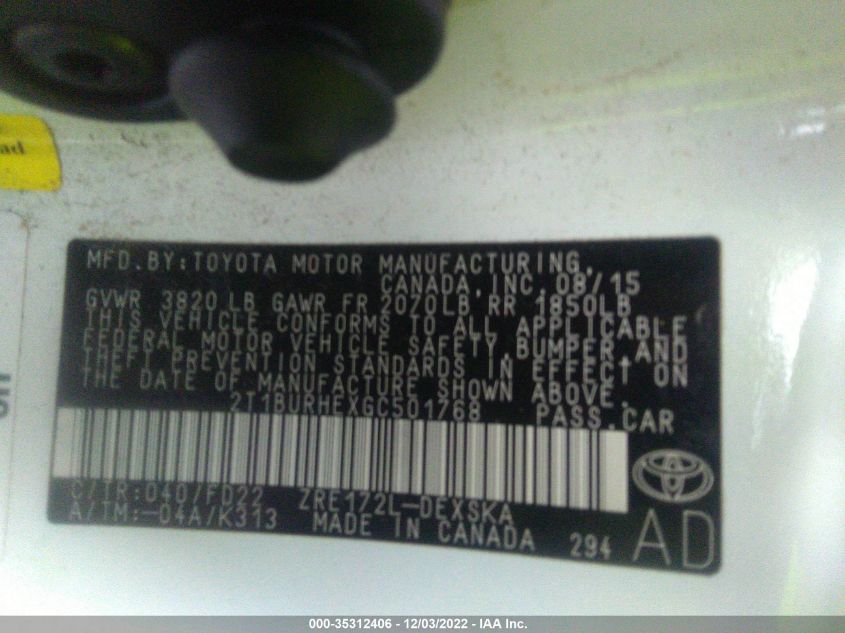 ad
MFD.BY:TOYOTA MOTOR MANUFACTURING,
CANADA,INC.08/15
GVWR 3820 LB GAWR FR 2070LB RR 1850LB
THIS VEHICLE CONFORMS TO ALL APPLICABLE
FEDERAL MOTOR VEHICLE SAFETY,BUMPER,AND
THEFT PREVENTION STANDARDS IN EFFECT ON
THE DATE OF MANUFACTURE SHOWN ABOVE.
2T1BURHEXGC501768 PASS.CAR
C/TR:040/FD22 ZRE172L-DEXSKA
A/TM:-04A/K313 MADE IN CANADA 294 AD
000-35312406 - 12/03/2022 - IAA Inc.